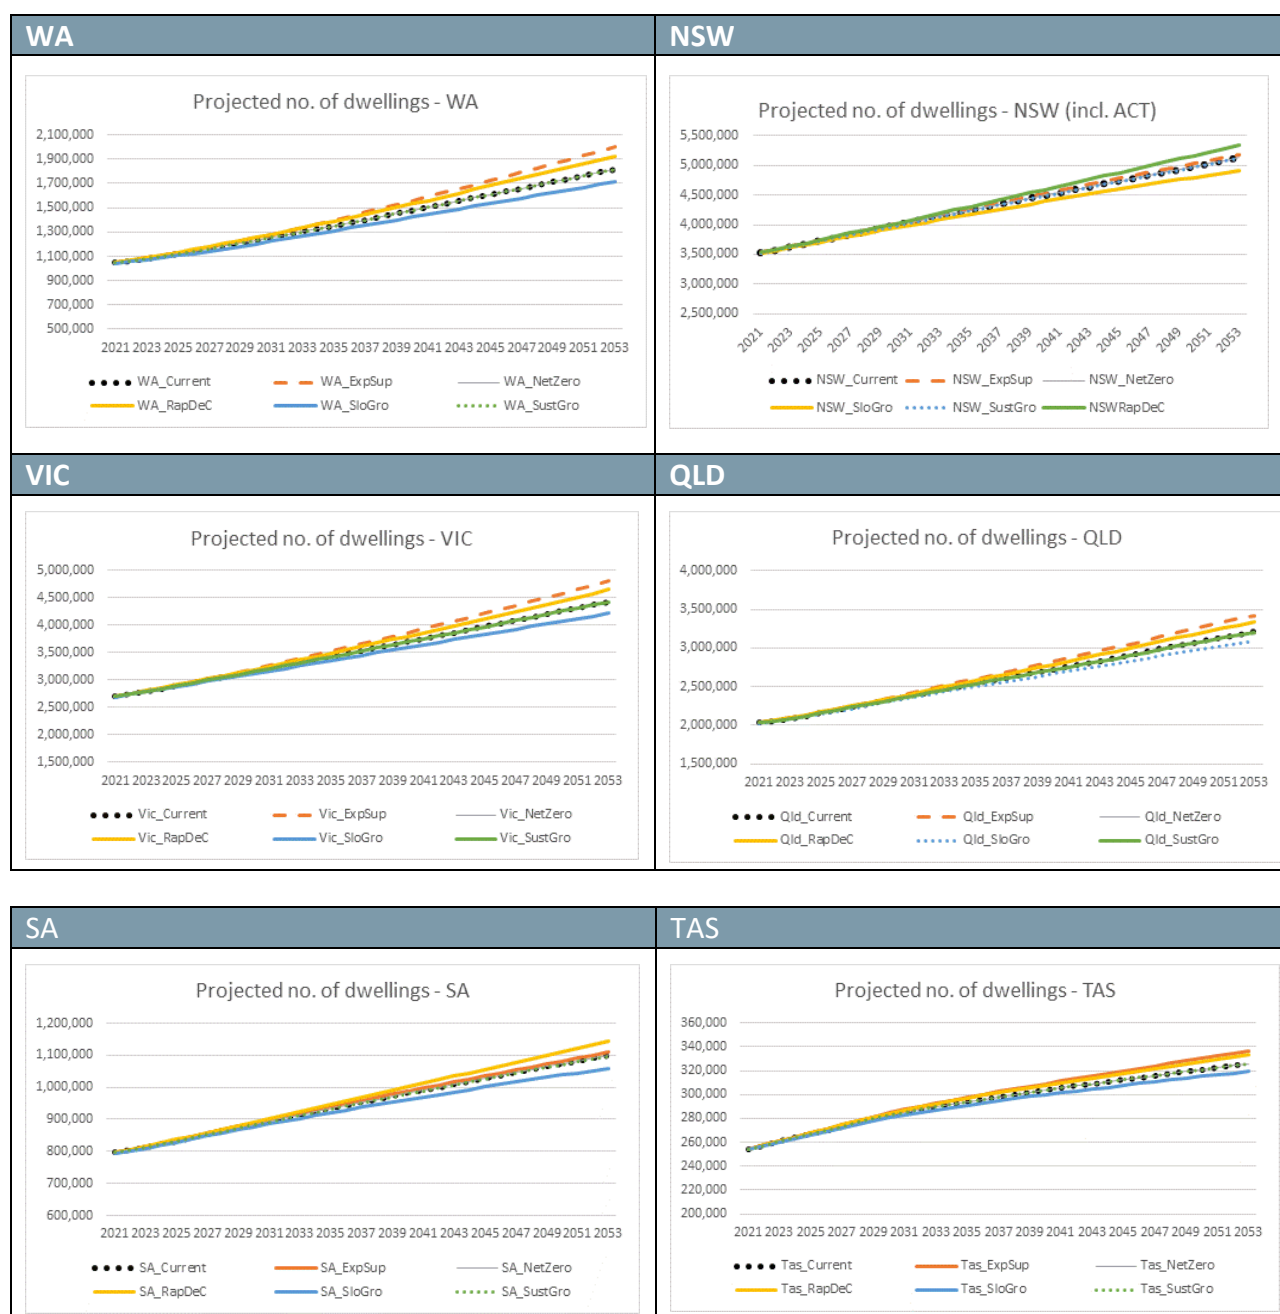 WA
NSW
Projected no. of dwellings - WA
2,100,000
1,900,000
1,700,000
1,500,000
1,300,000
1,100,000
900,000
700,000
500,000
2021 2023 2025 2027 2029 2031 2033 2035 2037 2039 2041 2043 2045 2047 2049 2051 2053
WA_Current WA_ExpSup WA_NetZero
WA_RapDeC WA_SloGro WA_SustGro
Projected no. of dwellings - NSW (incl. ACT)
5,500,000
5,000,000
4,500,000
4,000,000
3,500,000
3,000,000
2,500,000
2021 2023 2025 2027 2029 2031 2033 2035 2037 2039 2041 2043 2045 2047 2049 2051 2053
NSW_Current NSW_ExpSup NSW_NetZero
NSW_SloGro NSW_SustGro NSWRapDeC
VIC
QLD
Projected no. of dwellings - VIC
5,000,000
4,500,000
4,000,000
3,500,000
3,000,000
2,500,000
2,000,000
1,500,000
2021 2023 2025 2027 2029 2031 2033 2035 2037 2039 2041 2043 2045 2047 2049 2051 2053
Vic_Current Vic_ExpSup Vic_NetZero
Vic_RapDeC Vic_SloGro Vic_SustGro
Projected no. of dwellings - QLD
4,000,000
3,500,000
3,000,000
2,500,000
2,000,000
1,500,000
2021 2023 2025 2027 2029 2031 2033 2035 2037 2039 2041 2043 2045 2047 2049 2051 2053
Qld_Current Qld_ExpSup Qld_NetZero
Qld_RapDeC Qld_SloGro Qld_SustGro
SA
TAS
Projected no. of dwellings - SA
1,200,000
1,100,000
1,000,000
900,000
800,000
700,000
600,000
2021 2023 2025 2027 2029 2031 2033 2035 2037 2039 2041 2043 2045 2047 2049 2051 2053
SA_Current SA_ExpSup SA_NetZero
SA_RapDeC SA_SloGro SA_SustGro
Projected no. of dwellings - TAS
360,000
340,000
320,000
300,000
280,000
260,000
240,000
220,000
200,000
2021 2023 2025 2027 2029 2031 2033 2035 2037 2039 2041 2043 2045 2047 2049 2051 2053
Tas_Current Tas_ExpSup Tas_NetZero
Tas_RapDeC Tas_SloGro Tas_SustGro